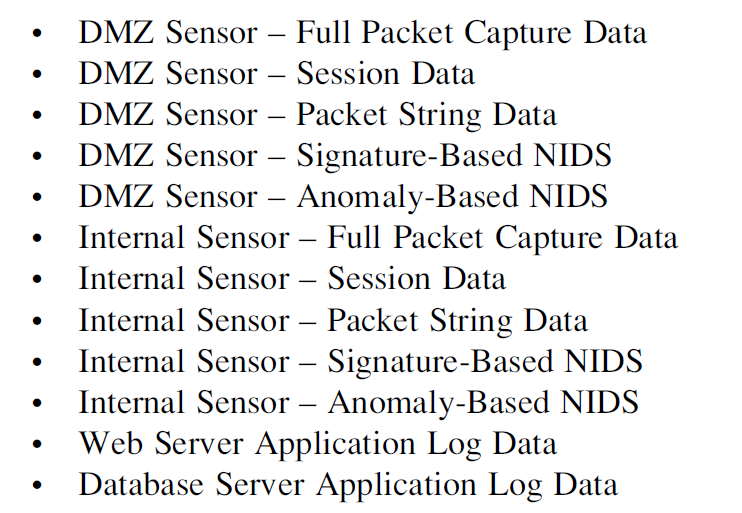 • DMZ Sensor – Full Packet Capture Data
• DMZ Sensor – Session Data
• DMZ Sensor – Packet String Data
• DMZ Sensor – Signature-Based NIDS
• DMZ Sensor – Anomaly-Based NIDS
• Internal Sensor – Full Packet Capture Data
• Internal Sensor – Session Data
• Internal Sensor – Packet String Data
• Internal Sensor – Signature-Based NIDS
• Internal Sensor – Anomaly-Based NIDS
• Web Server Application Log Data
• Database Server Application Log Data